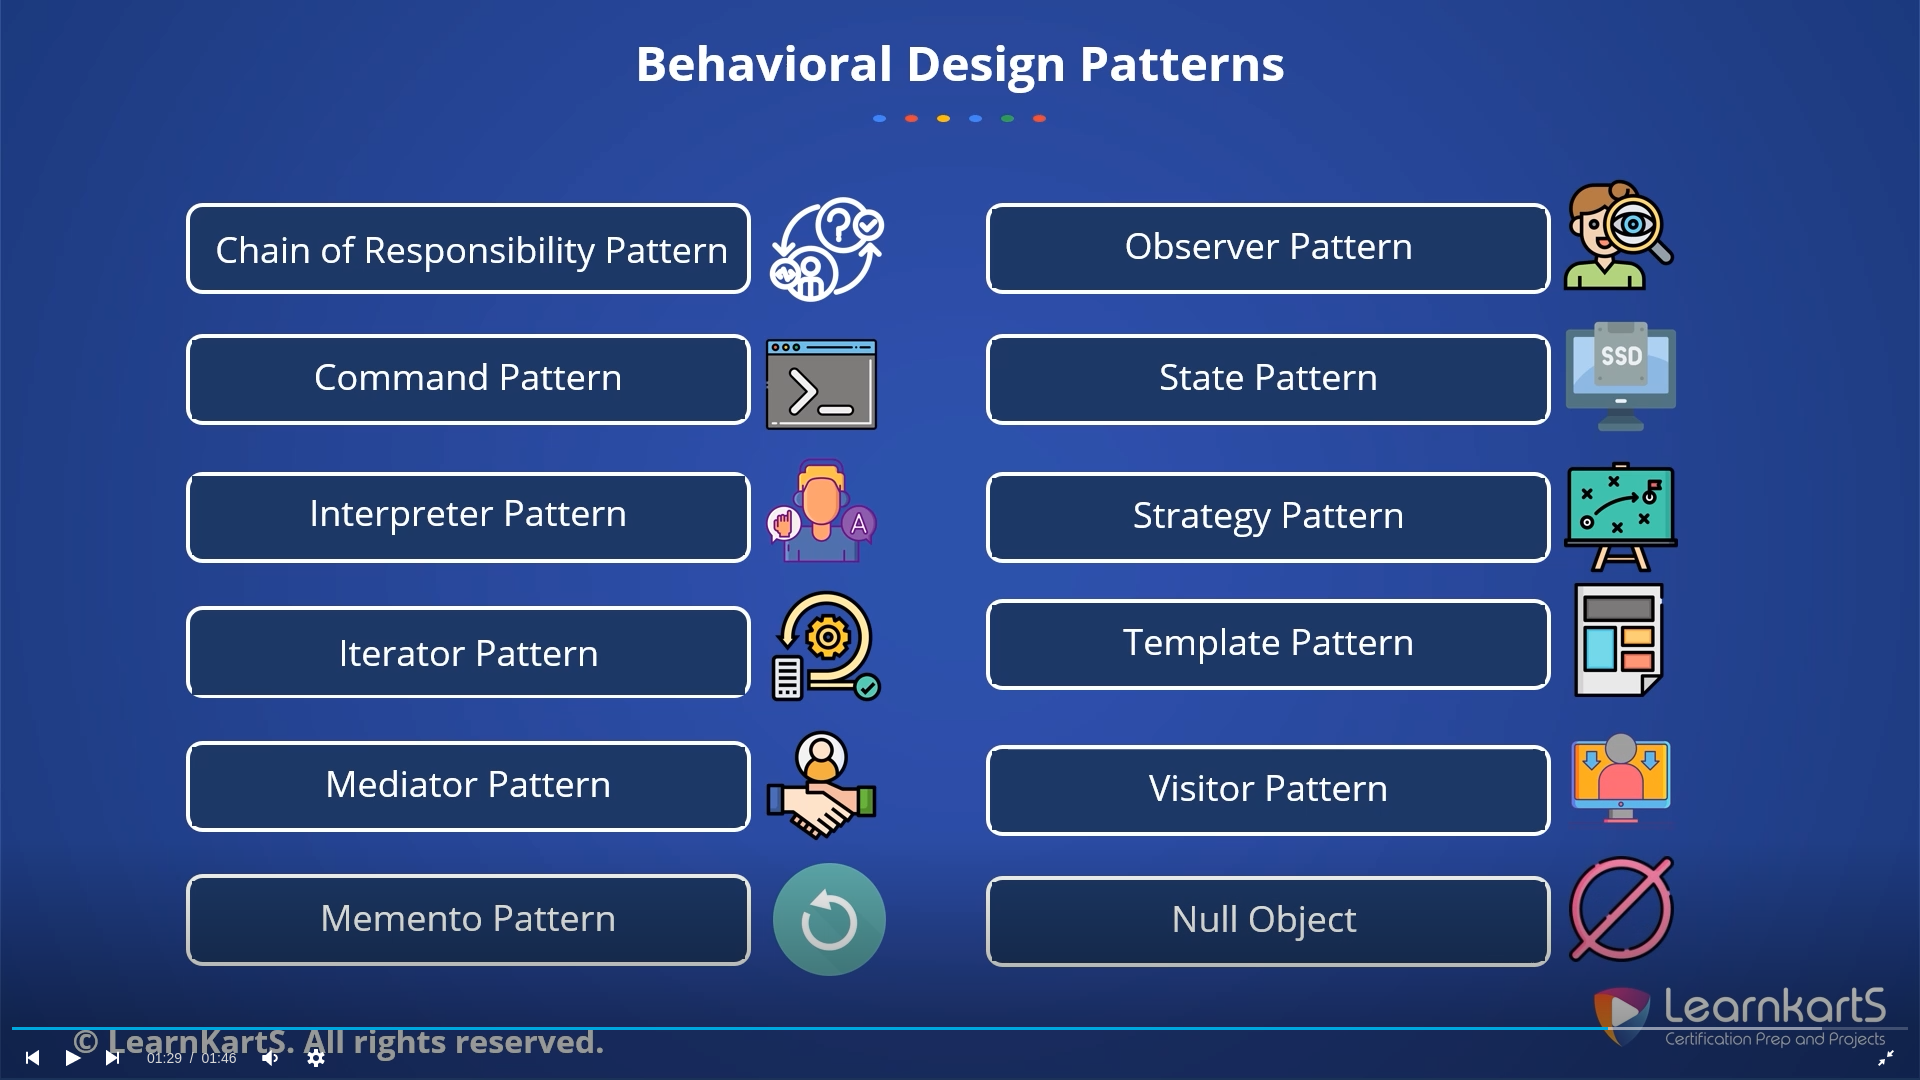 Behavioral Design Patterns
Chain of Responsibility Pattern
Command Pattern
Interpreter Pattern
A
Iterator Pattern
Mediator Pattern
Memento Pattern
Observer Pattern
State Pattern
SSD
Strategy Pattern
Template Pattern
Visitor Pattern
Null Object
LearnkartS
Certification Prep and Projects
© LearnKartS. All rights reserved.
01:29 / 01:46